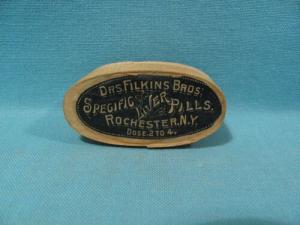 DRS FILKINS BROS.
SPECIFIC LIVER PILLS.
ROCHESTER, N.Y.
DOSE. 2 TO 4.